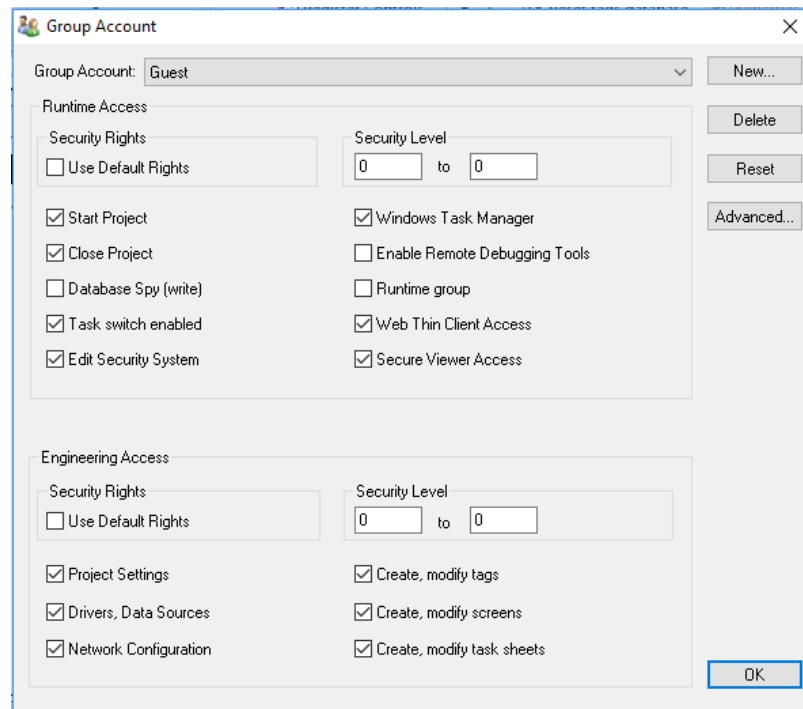 Group Account
Group Account: Guest New...
Runtime Access
Delete
Security Rights Security Level
Use Default Rights 0 to 0
Reset
Start Project Windows Task Manager Advanced...
Close Project Enable Remote Debugging Tools
Database Spy (write) Runtime group
Task switch enabled Web Thin Client Access
Edit Security System Secure Viewer Access
Engineering Access
Security Rights Security Level
Use Default Rights 0 to 0
Project Settings Create, modify tags
Drivers, Data Sources Create, modify screens
Network Configuration Create, modify task sheets
OK